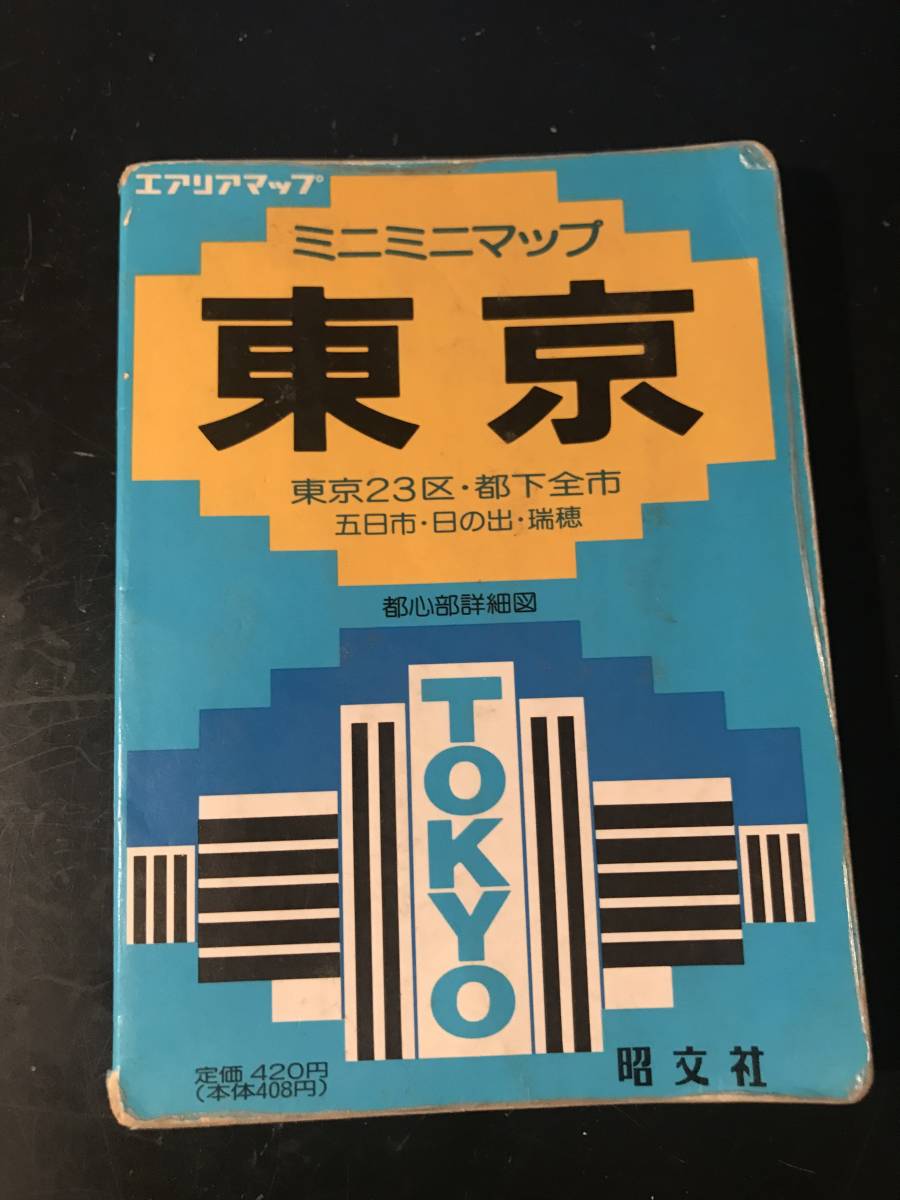 エアリアマップ
ミニミニマップ
東京
東京23区・都下全市
五日市・日の出・瑞穂
都心部詳細図
TOKYO
定価 420円
(本体408円)
昭文社